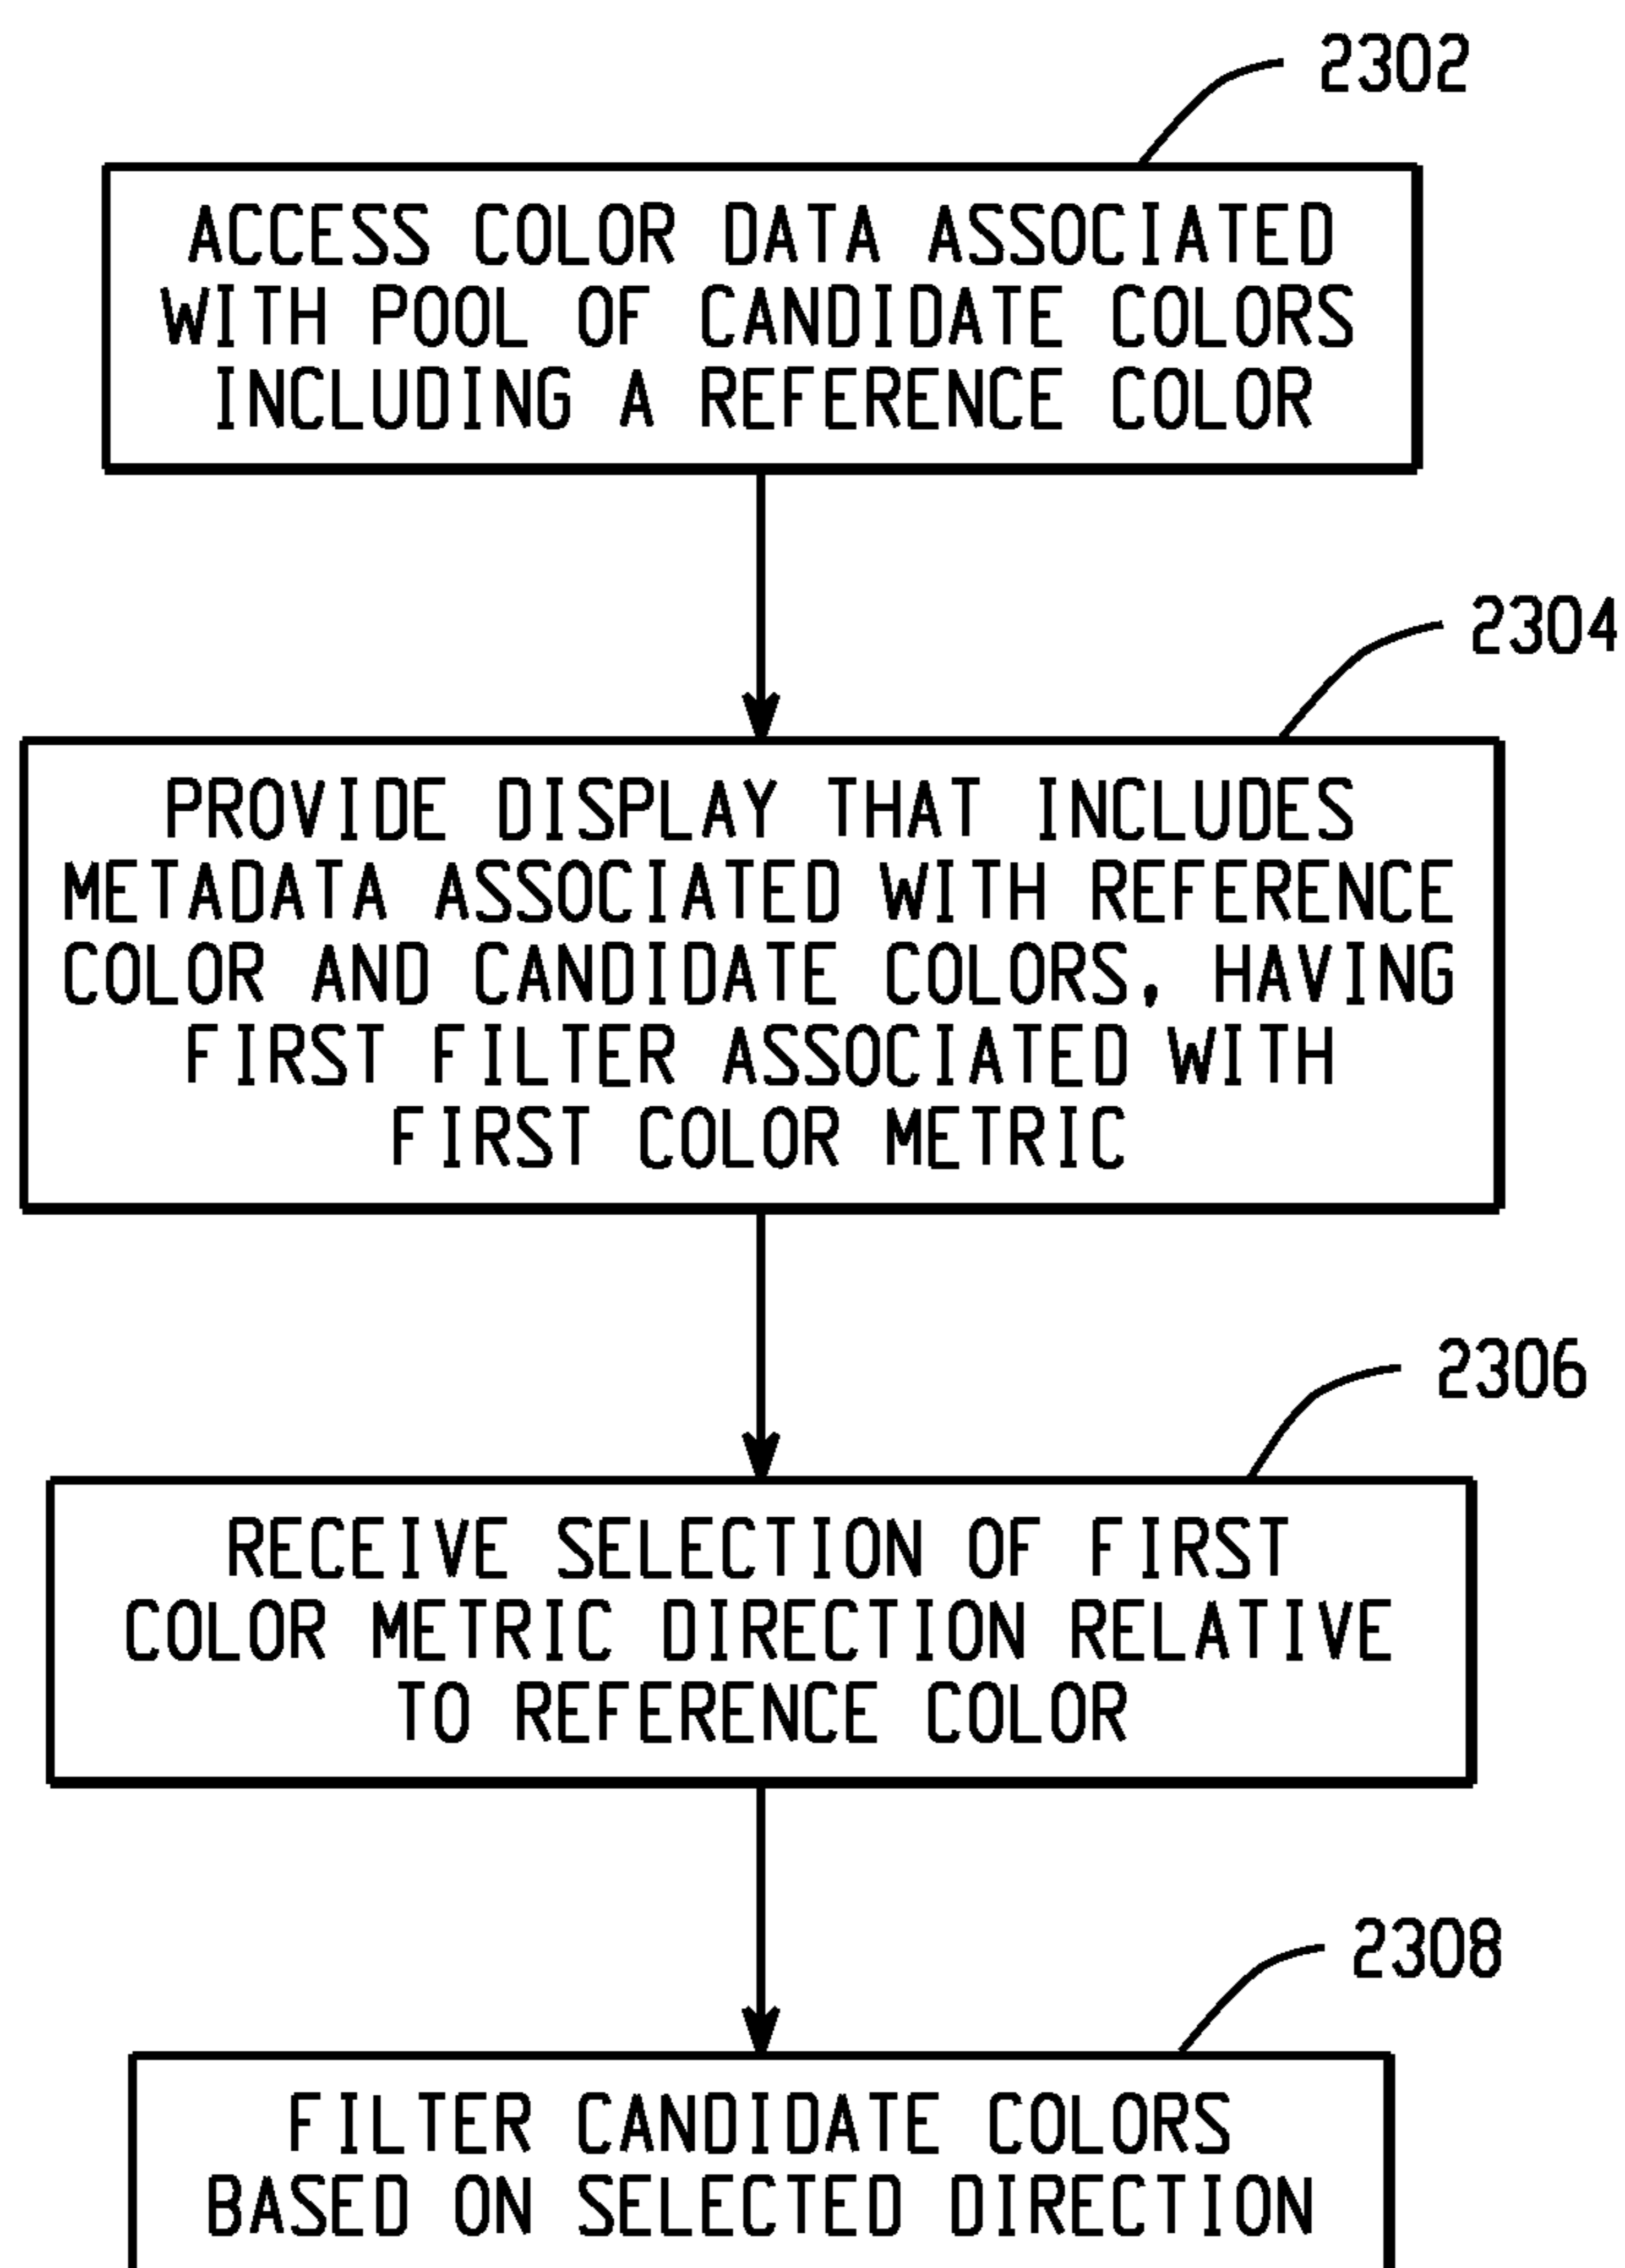 2302
ACCESS COLOR DATA ASSOCIATED
WITH POOL OF CANDIDATE COLORS
INCLUDING A REFERENCE COLOR
2304
PROVIDE DISPLAY THAT INCLUDES
METADATA ASSOCIATED WITH REFERENCE
COLOR AND CANDIDATE COLORS, HAVING
FIRST FILTER ASSOCIATED WITH
FIRST COLOR METRIC
2306
RECEIVE SELECTION OF FIRST
COLOR METRIC DIRECTION RELATIVE
TO REFERENCE COLOR
2308
FILTER CANDIDATE COLORS
BASED ON SELECTED DIRECTION